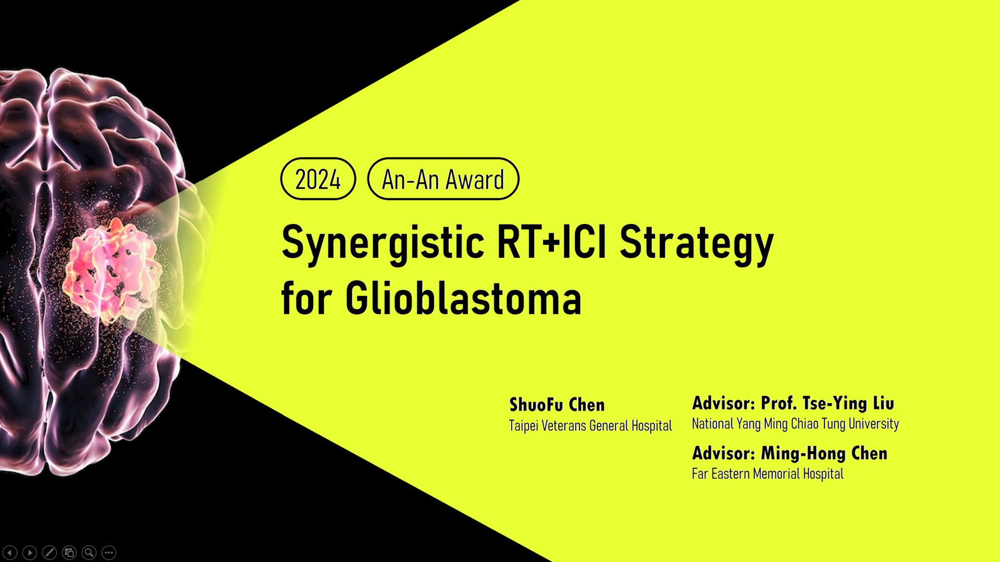 2024 An-An Award
Synergistic RT+ICI Strategy
for Glioblastoma
ShuoFu Chen
Taipei Veterans General Hospital
Advisor: Prof. Tse-Ying Liu
National Yang Ming Chiao Tung University
Advisor: Ming-Hong Chen
Far Eastern Memorial Hospital